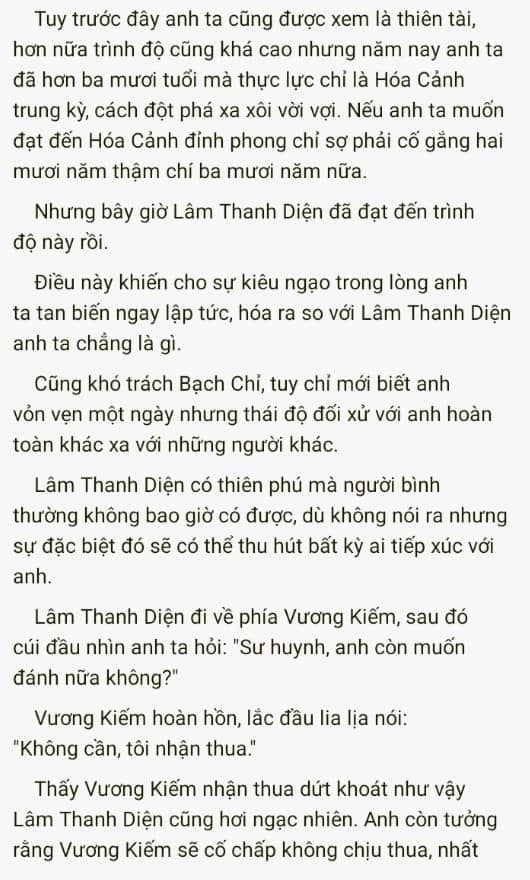 Tuy trước đây anh ta cũng được xem là thiên tài,
hơn nữa trình độ cũng khá cao nhưng năm nay anh ta
đã hơn ba mươi tuổi mà thực lực chỉ là Hóa Cảnh
trung kỳ, cách đột phá xa xôi vời vợi. Nếu anh ta muốn
đạt đến Hóa Cảnh đỉnh phong chỉ sợ phải cố gắng hai
mươi năm thậm chí ba mươi năm nữa.
Nhưng bây giờ Lâm Thanh Diện đã đạt đến trình
độ này rồi.
Điều này khiến cho sự kiêu ngạo trong lòng anh
ta tan biến ngay lập tức, hóa ra so với Lâm Thanh Diện
anh ta chẳng là gì.
Cũng khó trách Bạch Chỉ, tuy chỉ mới biết anh
vỏn vẹn một ngày nhưng thái độ đối xử với anh hoàn
toàn khác xa với những người khác.
Lâm Thanh Diện có thiên phú mà người bình
thường không bao giờ có được, dù không nói ra nhưng
sự đặc biệt đó sẽ có thể thu hút bất kỳ ai tiếp xúc với
anh.
Lâm Thanh Diện đi về phía Vương Kiếm, sau đó
cúi đầu nhìn anh ta hỏi: "Sư huynh, anh còn muốn
đánh nữa không?"
Vương Kiếm hoàn hồn, lắc đầu lia lịa nói:
"Không cần, tôi nhận thua."
Thấy Vương Kiếm nhận thua dứt khoát như vậy
Lâm Thanh Diện cũng hơi ngạc nhiên. Anh còn tưởng
rằng Vương Kiếm sẽ cố chấp không chịu thua, nhất